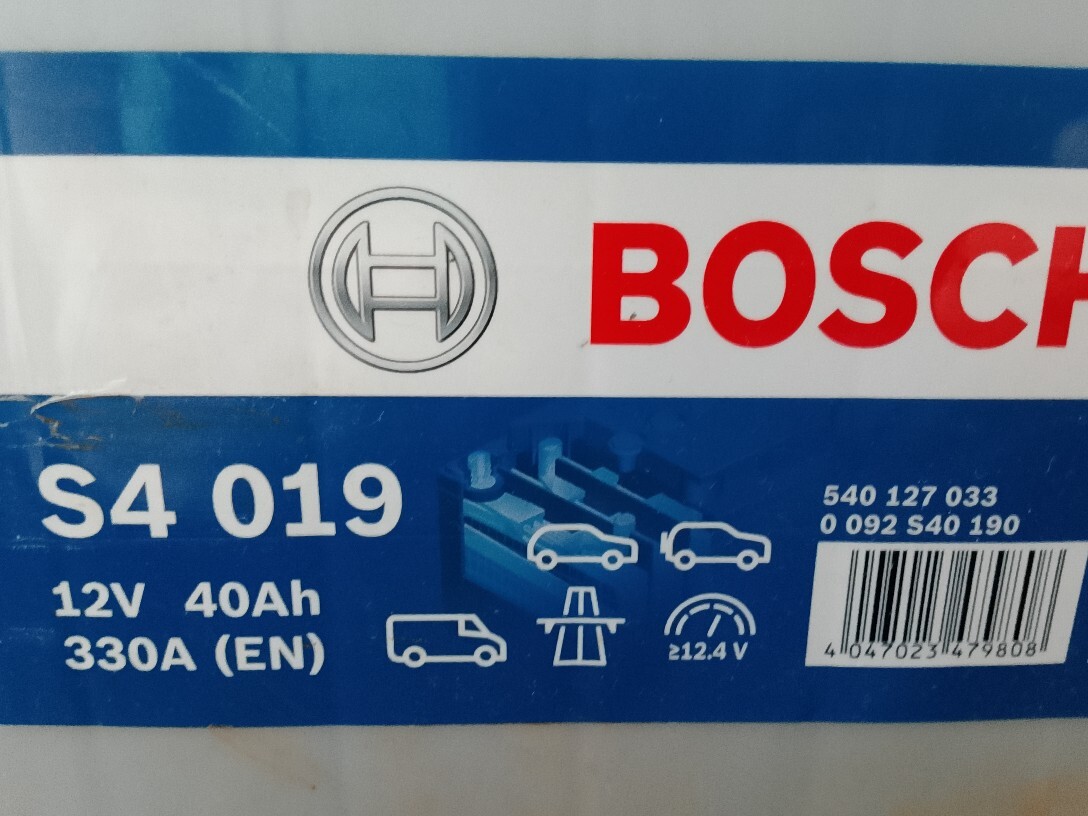 BOSCH
S4 019
12V 40Ah
330A (EN)
≥12.4 V
540 127 033
0 092 S40 190
4 047023 479808